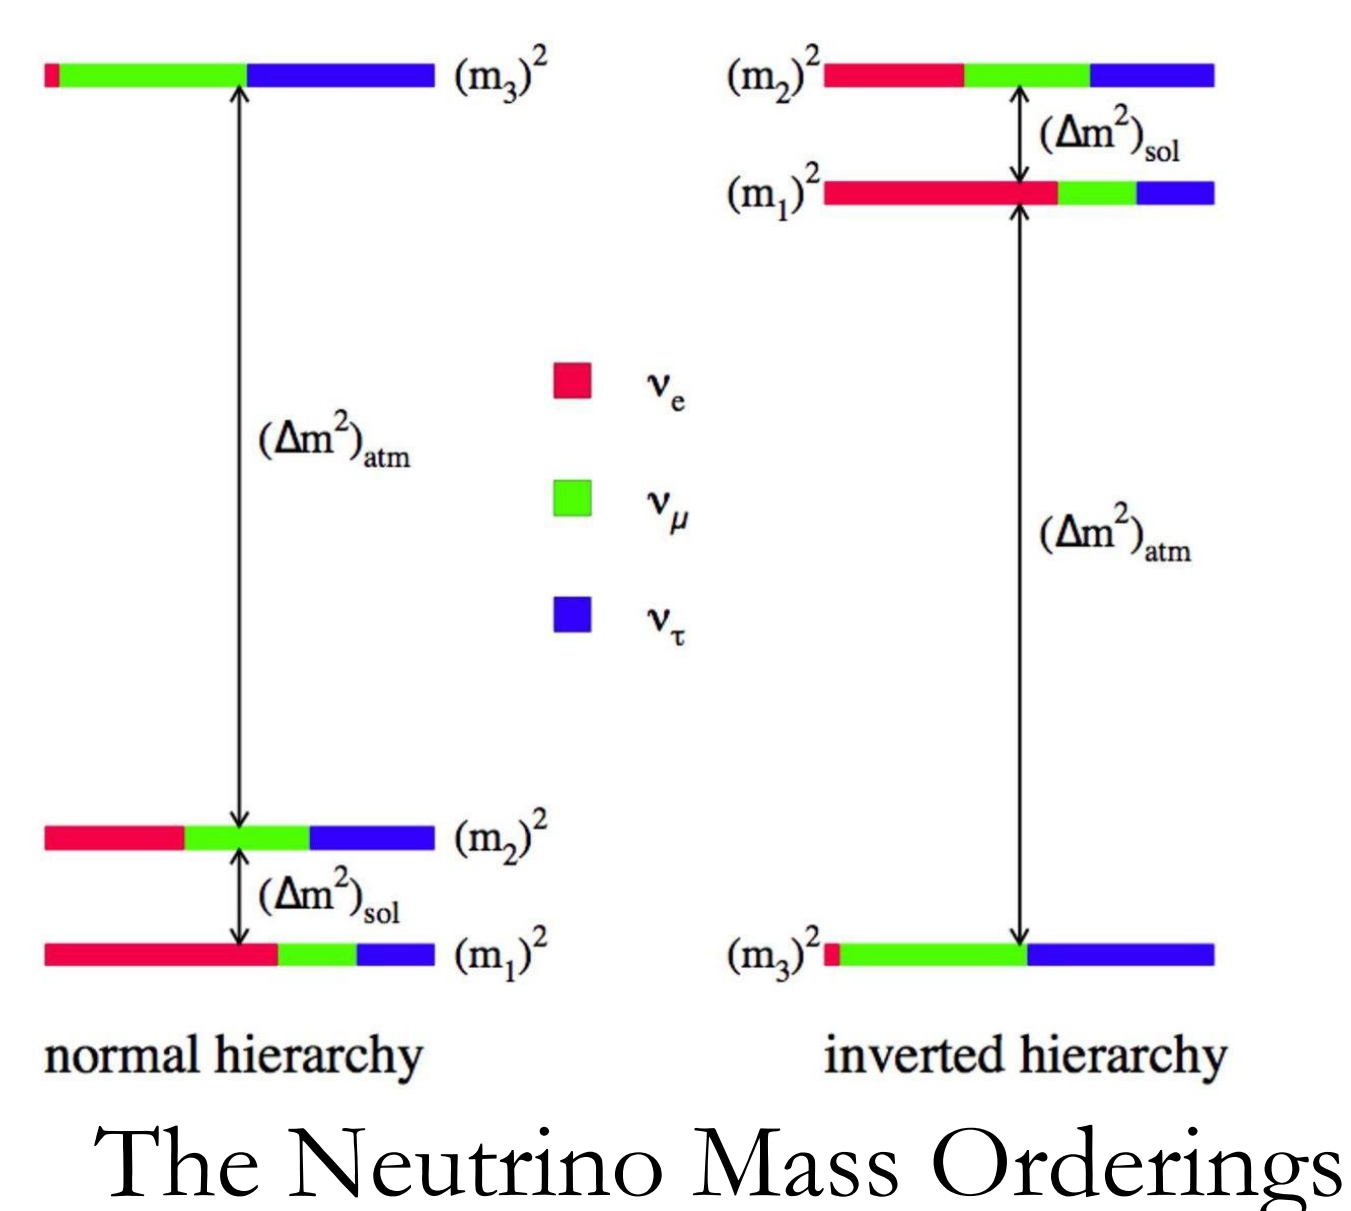 (m₃)²
(Δm²)atm
(m₂)²
(Δm²)sol
(m₁)²
normal hierarchy
νe
νμ
ντ
(m₂)²
(Δm²)sol
(m₁)²
(Δm²)atm
(m₃)²
inverted hierarchy
The Neutrino Mass Orderings